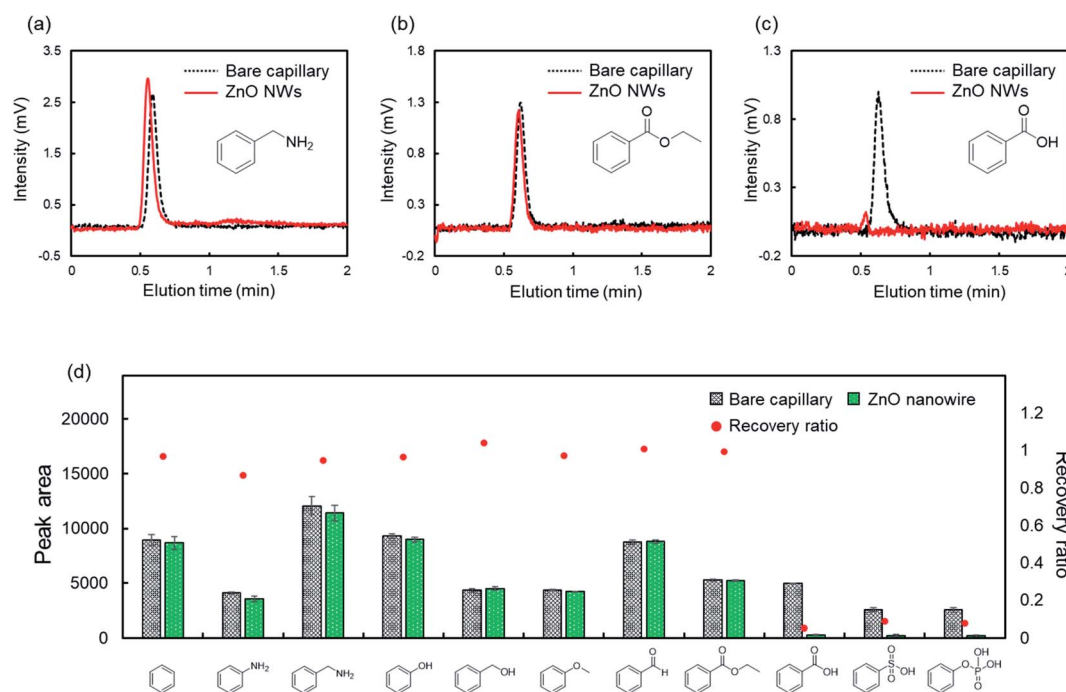 (a)
3.5
2.5
1.5
0.5
-0.5
Intensity (mV)
Bare capillary
ZnO NWs
NH2
0
0.5
1
1.5
2
Elution time (min)
(b)
1.8
1.3
0.8
0.3
-0.2
Intensity (mV)
Bare capillary
ZnO NWs
O
O
0
0.5
1
1.5
2
Elution time (min)
(c)
1.3
0.8
0.3
-0.2
Intensity (mV)
Bare capillary
ZnO NWs
O
OH
0
0.5
1
1.5
2
Elution time (min)
(d)
20000
15000
10000
5000
0
Peak area
Bare capillary
ZnO nanowire
Recovery ratio
1.2
1
0.8
0.6
0.4
0.2
0
Recovery ratio
NH2
NH2
OH
OH
O
O
H
O
O
O
OH
O
S
OH
O
OH
O
P
OH
O